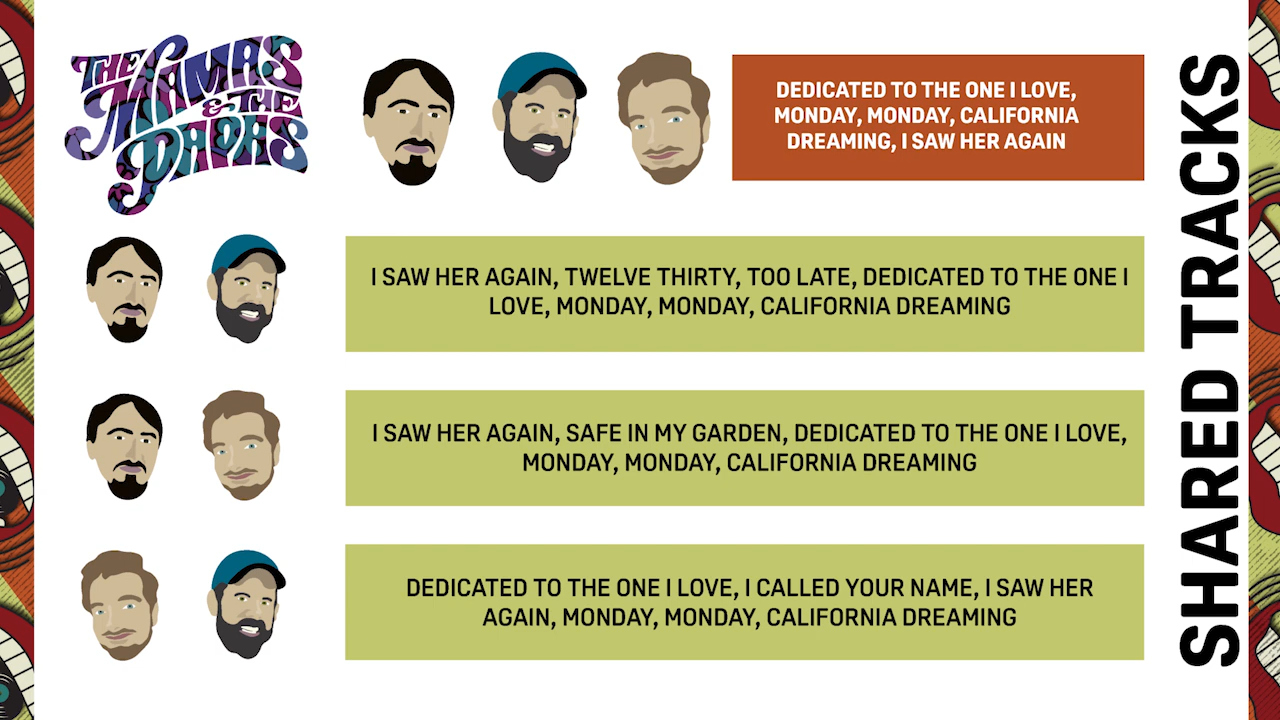 THE
MAMAS
& THE
PAPAS
DEDICATED TO THE ONE I LOVE,
MONDAY, MONDAY, CALIFORNIA
DREAMING, I SAW HER AGAIN
I SAW HER AGAIN, TWELVE THIRTY, TOO LATE, DEDICATED TO THE ONE I
LOVE, MONDAY, MONDAY, CALIFORNIA DREAMING
I SAW HER AGAIN, SAFE IN MY GARDEN, DEDICATED TO THE ONE I LOVE,
MONDAY, MONDAY, CALIFORNIA DREAMING
DEDICATED TO THE ONE I LOVE, I CALLED YOUR NAME, I SAW HER
AGAIN, MONDAY, MONDAY, CALIFORNIA DREAMING
SHARED TRACKS